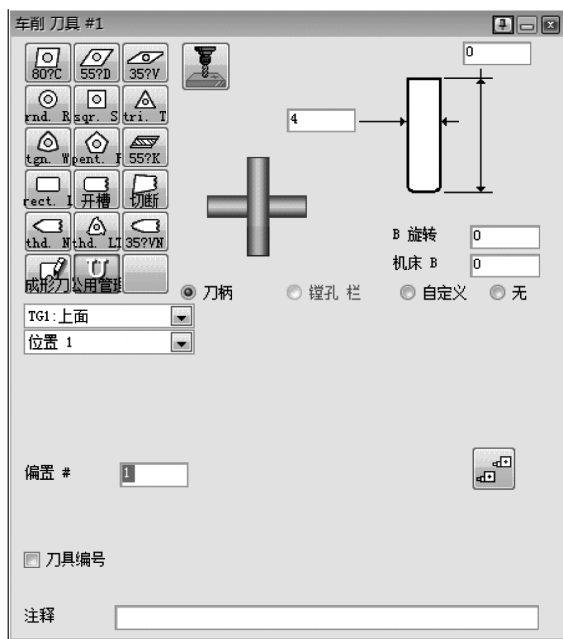 车削 刀具 #1
80?C 55?D 35?V
0
rnd. R sqr. S tri. T
4
tgn. W pent. P 55?K
rect. L 开槽 切断
thd. N thd. LT 35?VN
B 旋转 0
机床 B 0
成形刀 公用管理
刀柄 镗孔 栏 自定义 无
TG1:上面
位置 1
偏置 # 1
刀具编号
注释